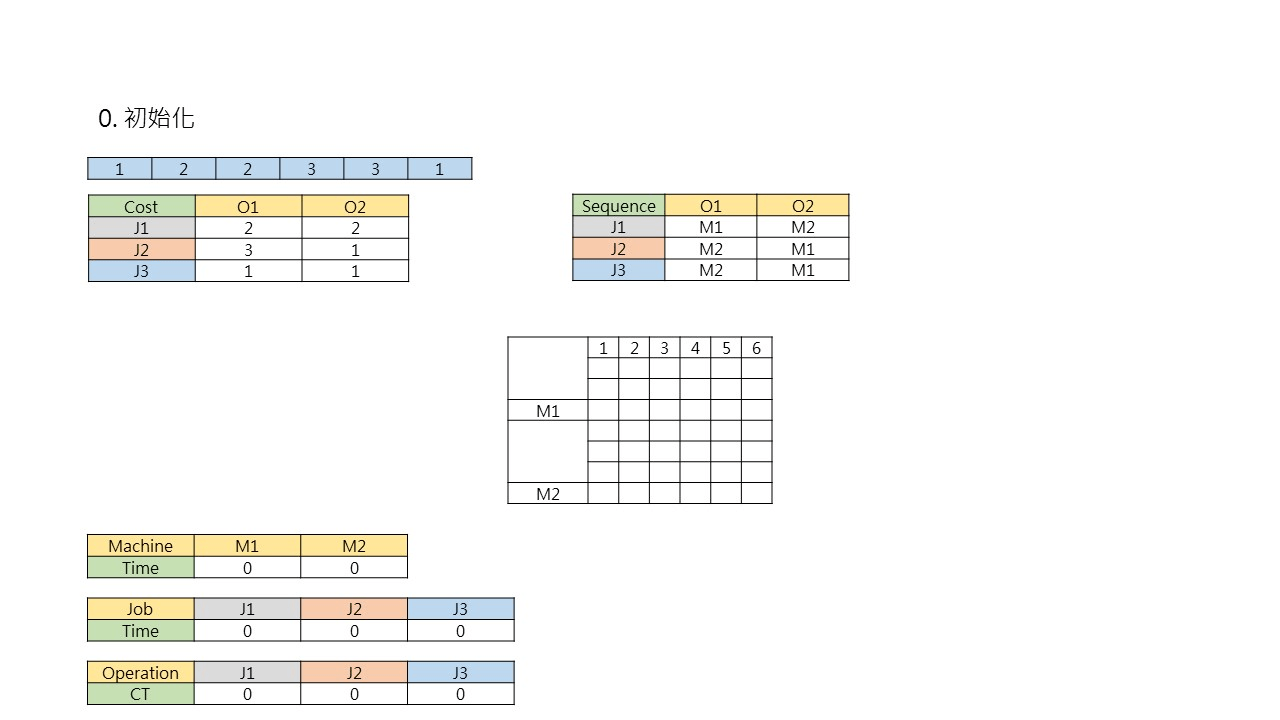 0. 初始化
1 2 2 3 3 1
Cost O1 O2
J1 2 2
J2 3 1
J3 1 1
Sequence O1 O2
J1 M1 M2
J2 M2 M1
J3 M2 M1
1 2 3 4 5 6
M1
M2
Machine M1 M2
Time 0 0
Job J1 J2 J3
Time 0 0 0
Operation J1 J2 J3
CT 0 0 0